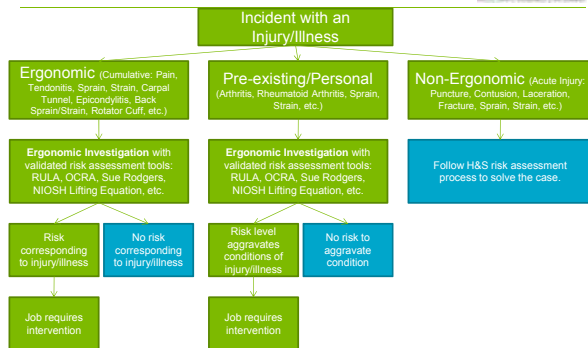 Incident with an
Injury/Illness
Ergonomic (Cumulative: Pain,
Tendonitis, Sprain, Strain, Carpal
Tunnel, Epicondylitis, Back
Sprain/Strain, Rotator Cuff, etc.)
Pre-existing/Personal
(Arthritis, Rheumatoid Arthritis, Sprain,
Strain, etc.)
Non-Ergonomic (Acute Injury:
Puncture, Contusion, Laceration,
Fracture, Sprain, Strain, etc.)
Ergonomic Investigation with
validated risk assessment tools:
RULA, OCRA, Sue Rodgers,
NIOSH Lifting Equation, etc.
Ergonomic Investigation with
validated risk assessment tools:
RULA, OCRA, Sue Rodgers,
NIOSH Lifting Equation, etc.
Follow H&S risk assessment
process to solve the case.
Risk
corresponding
to injury/illness
No risk
corresponding
to injury/illness
Risk level
aggravates
conditions of
injury/illness
No risk to
aggravate
condition
Job requires
intervention
Job requires
intervention